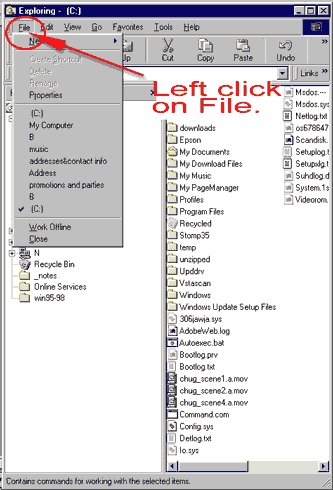 Exploring - (C:)
File Edit View Go Favorites Tools Help
Up Cut Copy Paste
Links »
Left click
on File.
New
Create Shortcut
Delete
Rename
Properties
(C:)
My Computer
B
music
addresses&contact info
Address
promotions and parties
B
(C:)
Work Offline
Close
N
Recycle Bin
_notes
Online Services
win95-98
downloads
Epson
My Documents
My Download Files
My Music
My PageManager
Profiles
Program Files
Recycled
Stomp35
temp
unzipped
Upddrv
Vstascan
Windows
Windows Update Setup Files
306jawja.sys
AdobeWeb.log
Autoexec.bat
Bootlog.prv
Bootlog.txt
chug_scene1.a.mov
chug_scene2.a.mov
chug_scene4.a.mov
Command.com
Config.sys
Detlog.txt
Io.sys
Msdos.---
Msdos.sys
Netlog.txt
os678647
Scandisk.
Setuplog.t
Setupxlg.t
Suhdlog.d
System.1s
Videorom.
Contains commands for working with the selected items.